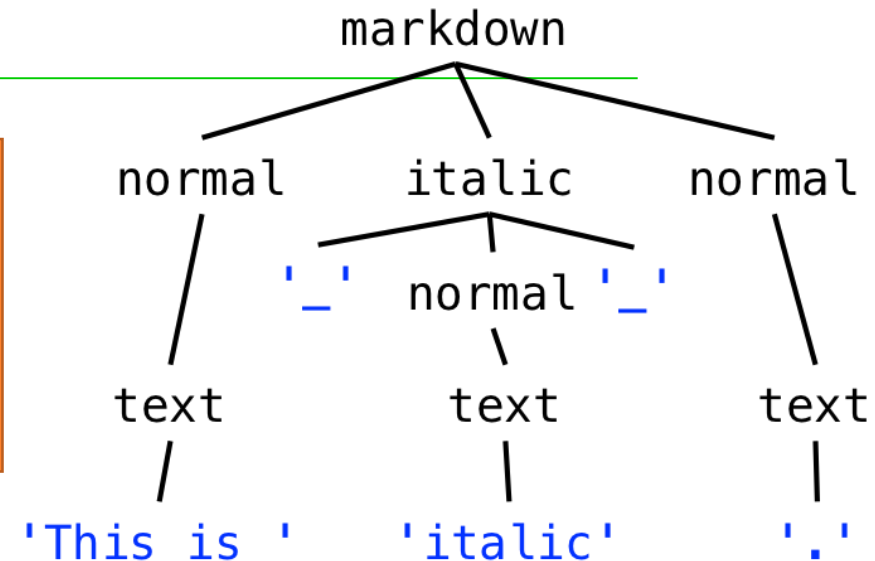 markdown
normal italic normal
'_' normal '_'
text text text
'This is ' 'italic' '.'